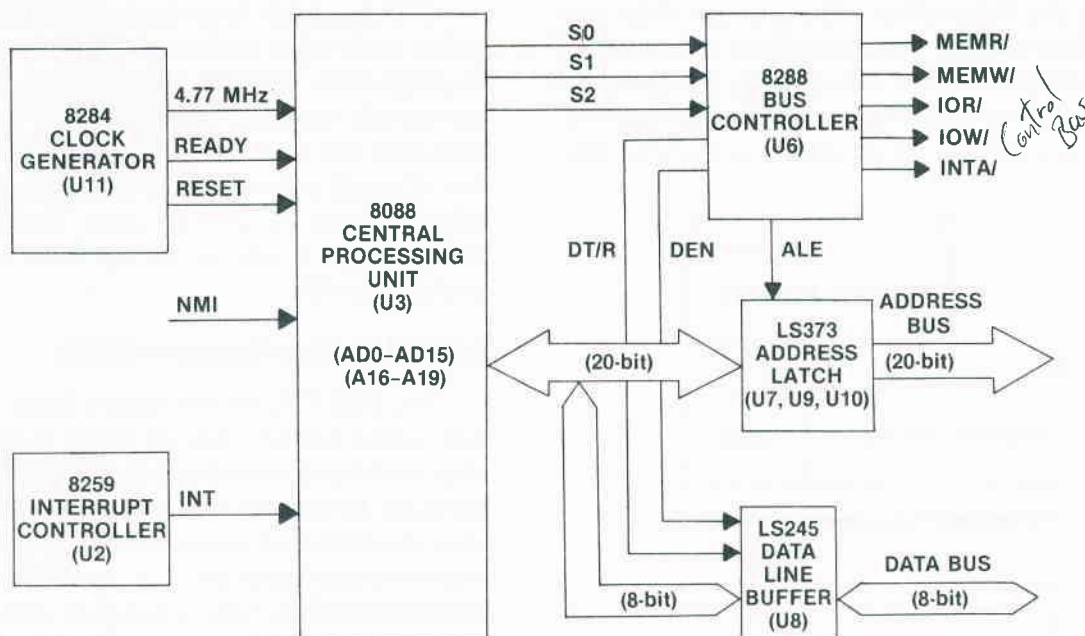 8284
CLOCK
GENERATOR
(U11)
4.77 MHz
READY
RESET
NMI
8259
INTERRUPT
CONTROLLER
(U2)
INT
8088
CENTRAL
PROCESSING
UNIT
(U3)
(AD0–AD15)
(A16–A19)
S0
S1
S2
8288
BUS
CONTROLLER
(U6)
MEMR/
MEMW/
IOR/
IOW/
INTA/
Control
Bus
DT/R
DEN
ALE
(20-bit)
LS373
ADDRESS
LATCH
(U7, U9, U10)
ADDRESS
BUS
(20-bit)
(8-bit)
LS245
DATA
LINE
BUFFER
(U8)
DATA BUS
(8-bit)